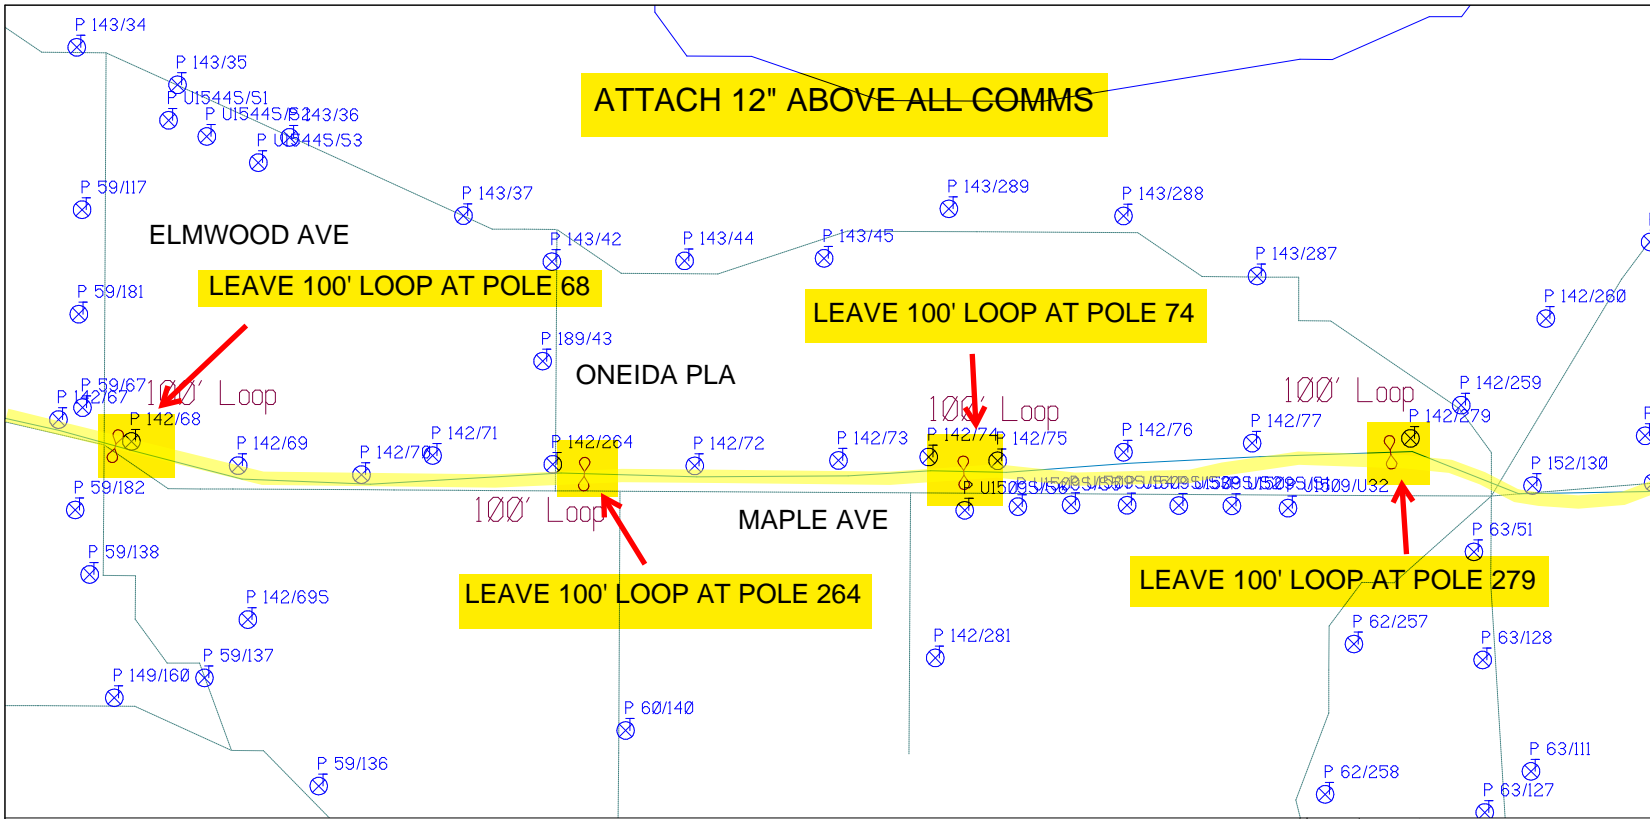 P 143/34
P 143/35
P U1544S/S1
P U1544S/S2
P 143/36
P U1544S/S3
ATTACH 12" ABOVE ALL COMMS
P 59/117
P 143/37
P 143/289
P 143/288
ELMWOOD AVE
P 143/42
P 143/44
P 143/45
P 143/287
LEAVE 100' LOOP AT POLE 68
P 59/181
LEAVE 100' LOOP AT POLE 74
P 142/260
P 189/43
ONEIDA PLA
P 59/67
100' Loop
P 142/67
P 142/68
100' Loop
100' Loop
P 142/259
P 142/69
P 142/70
P 142/71
P 142/264
P 142/72
P 142/73
P 142/74
P 142/75
P 142/76
P 142/77
P 142/279
P 152/130
P 59/182
100' Loop
MAPLE AVE
P U1509S/S6
P U1509/U32
P 63/51
P 59/138
LEAVE 100' LOOP AT POLE 264
LEAVE 100' LOOP AT POLE 279
P 142/695
P 59/137
P 149/160
P 142/281
P 62/257
P 63/128
P 60/140
P 59/136
P 62/258
P 63/111
P 63/127